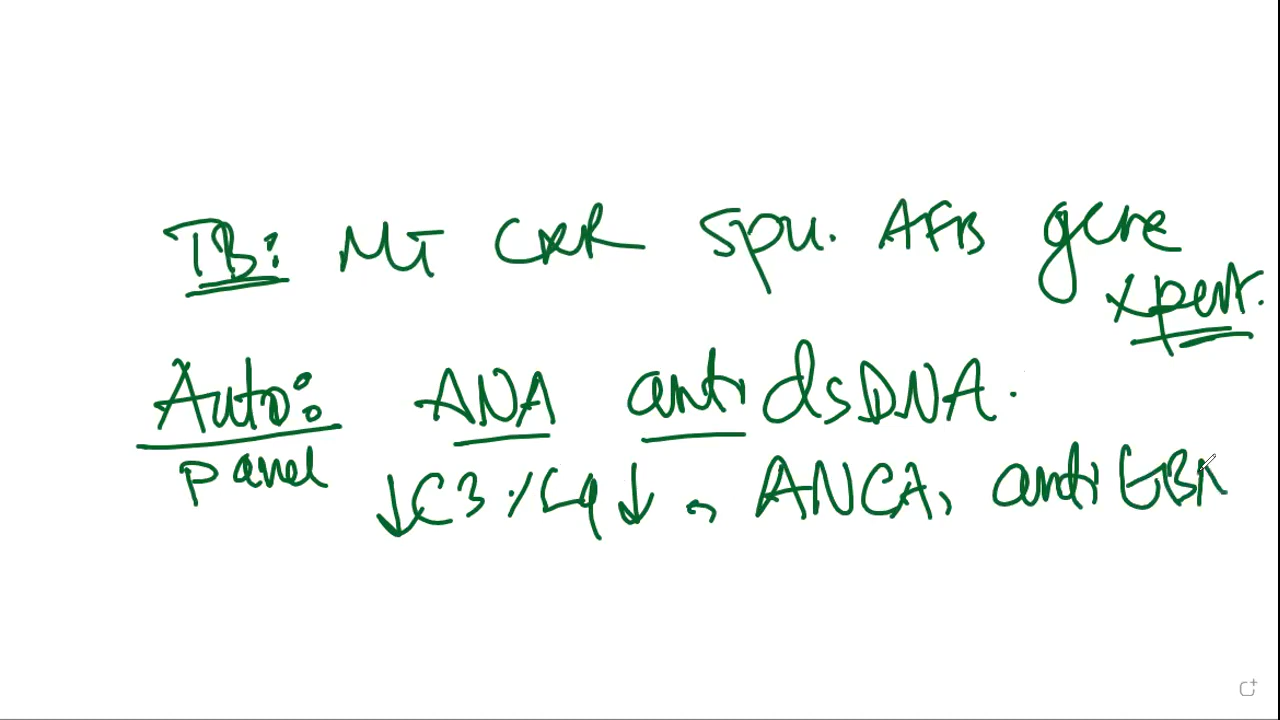 TB: MT CXR Spu. AFB gene
xpert.
Auto: ANA anti dsDNA.
panel ↓C3 / C4↓, ANCA, anti GBM